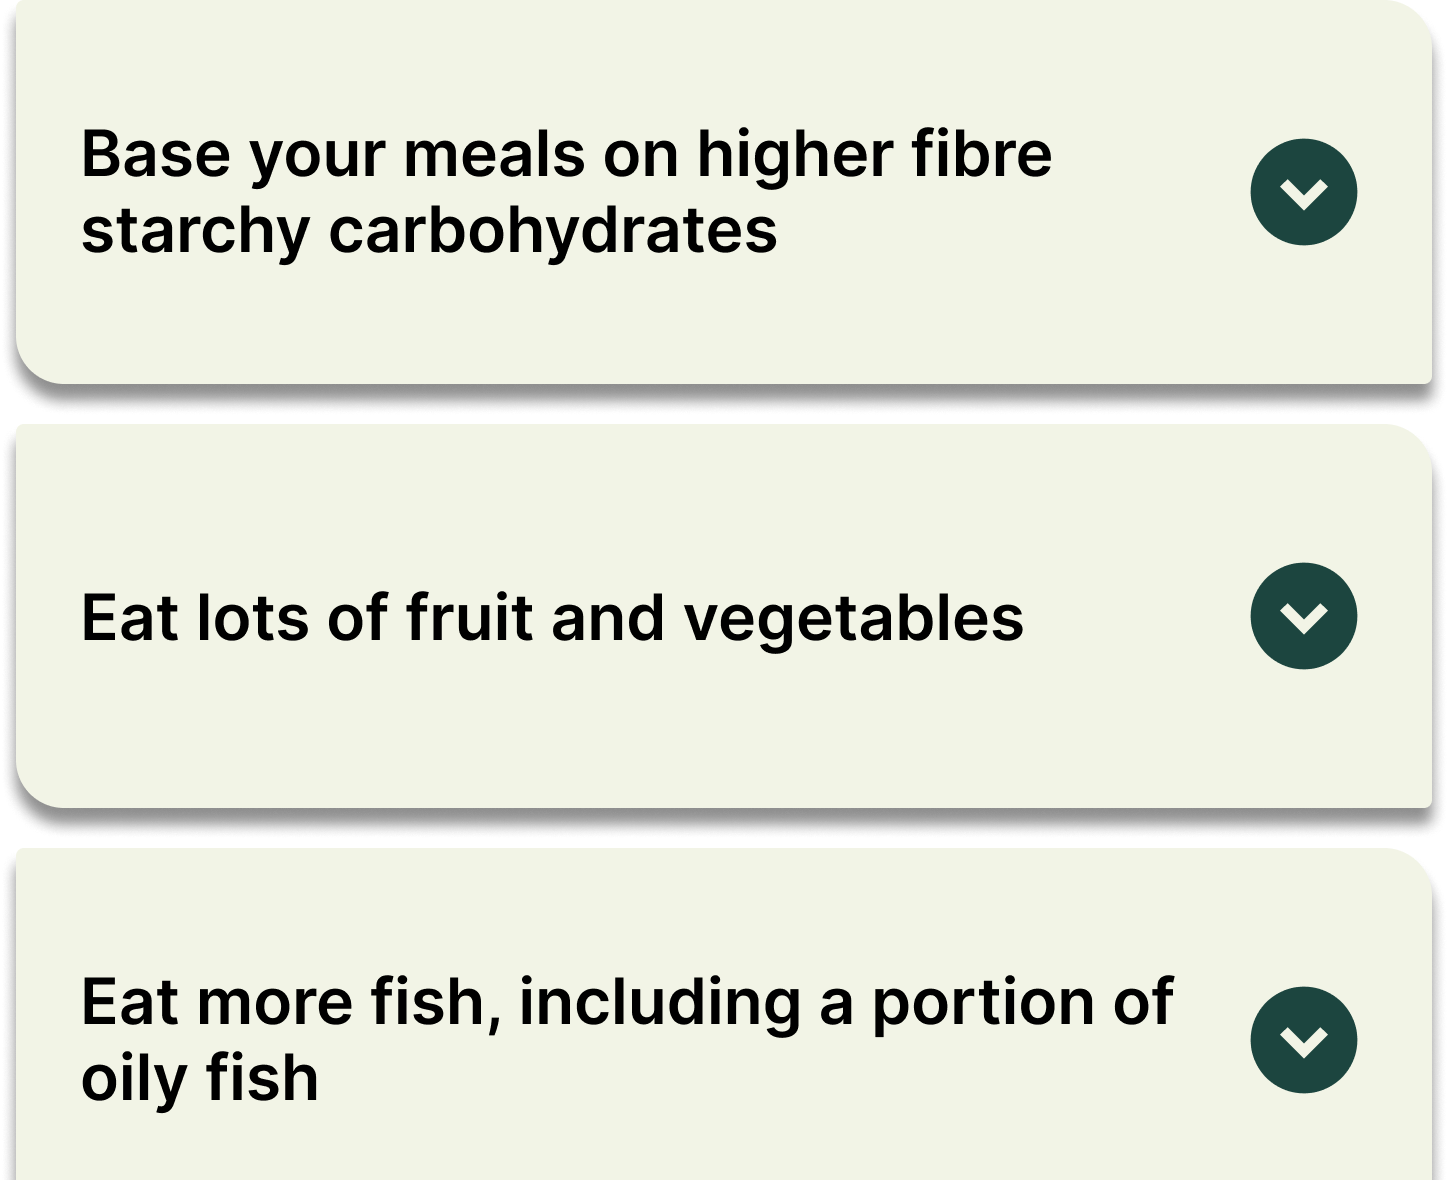 Base your meals on higher fibre
starchy carbohydrates
Eat lots of fruit and vegetables
Eat more fish, including a portion of
oily fish